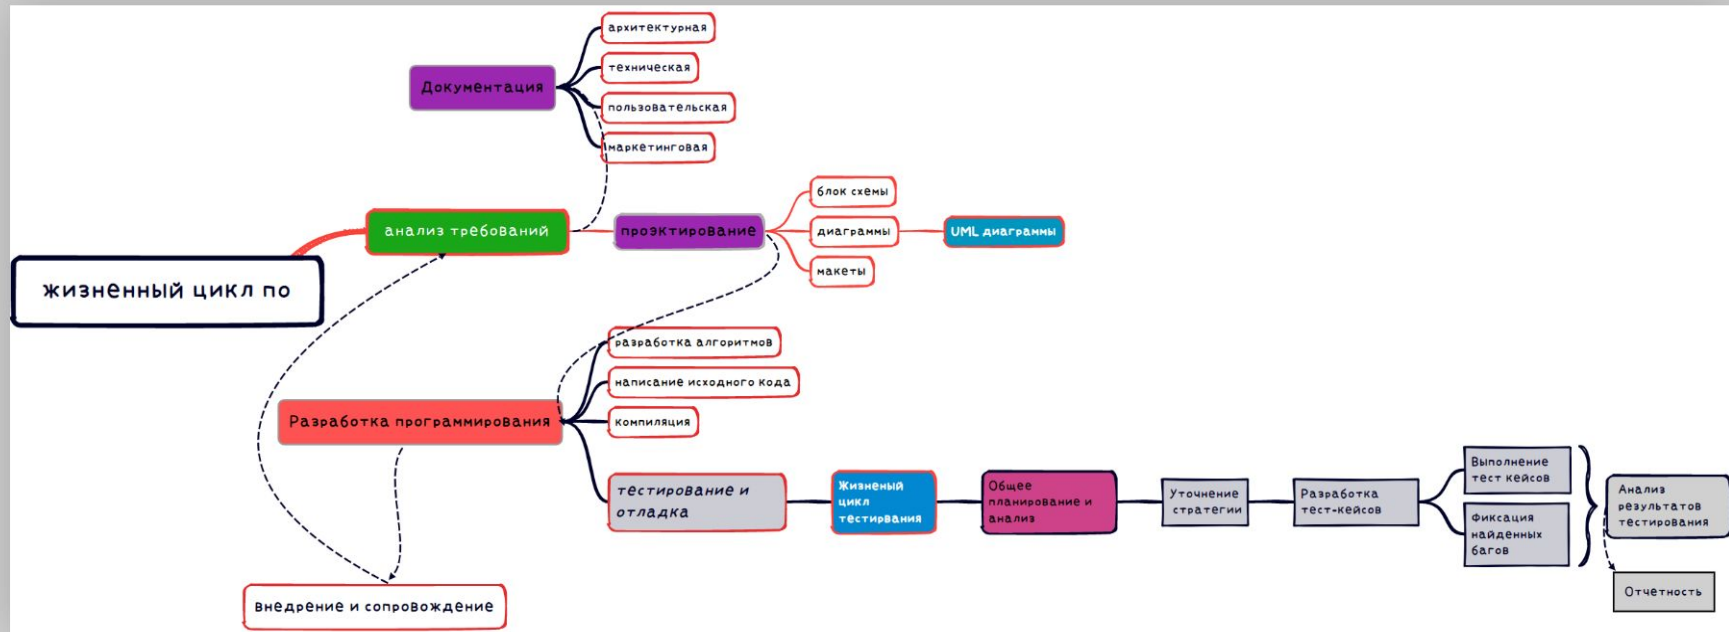 архитектурная
техническая
Документация
пользовательская
маркетинговая
блок схемы
анализ требований
проэктирование
диаграммы
UML диаграммы
макеты
жизненный цикл по
разработка алгоритмов
написание исходного кода
Разработка программирования
компиляция
тестирование и
отладка
Жизненый
цикл
тестирвания
Общее
планирование и
анализ
Уточнение
стратегии
Разработка
тест-кейсов
Выполнение
тест кейсов
Фиксация
найденных
багов
Анализ
результатов
тестирования
Отчетность
внедрение и сопровождение